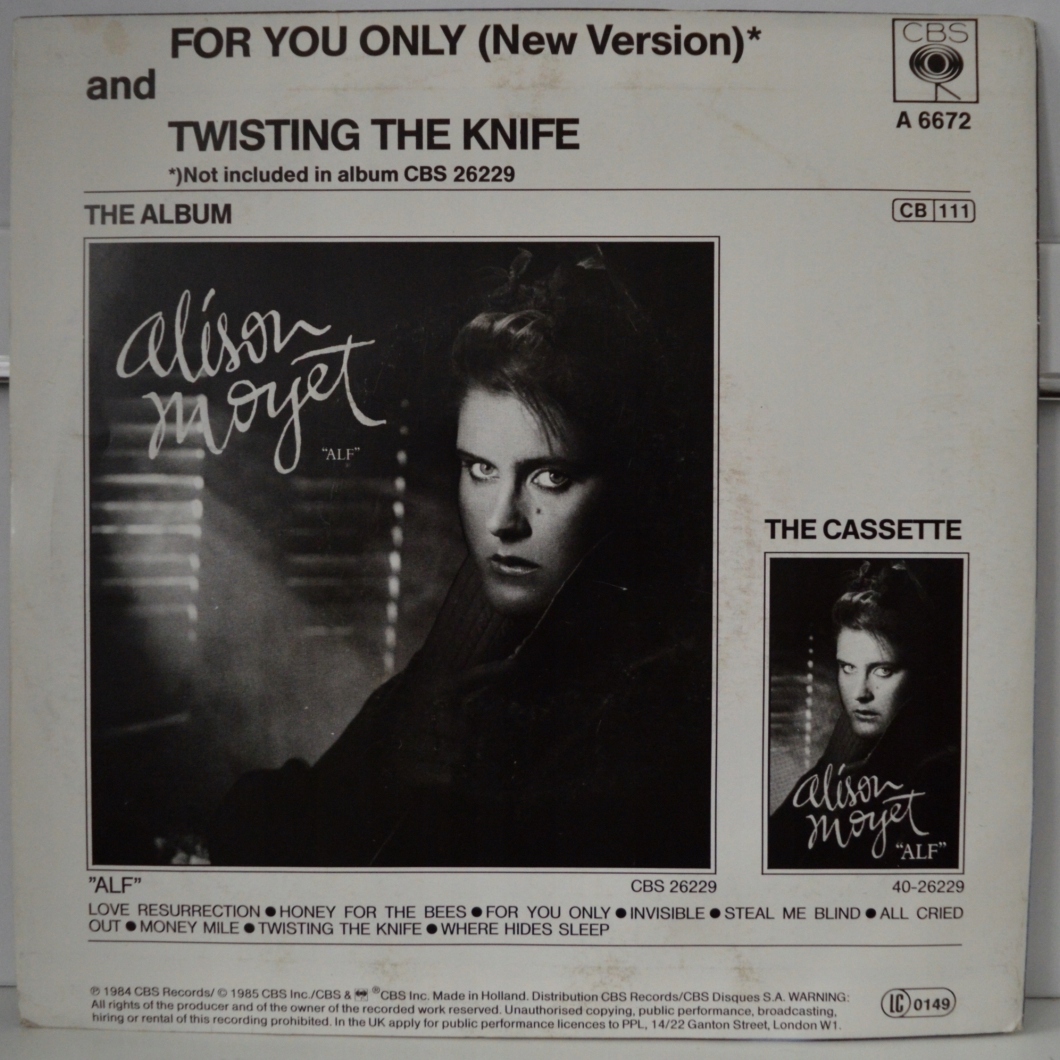 FOR YOU ONLY (New Version)*
and
TWISTING THE KNIFE
*)Not included in album CBS 26229
CBS
A 6672
THE ALBUM
CB 111
alison
moyet
"ALF"
THE CASSETTE
alison
moyet
"ALF"
"ALF"
CBS 26229
40-26229
LOVE RESURRECTION ● HONEY FOR THE BEES ● FOR YOU ONLY ● INVISIBLE ● STEAL ME BLIND ● ALL CRIED
OUT ● MONEY MILE ● TWISTING THE KNIFE ● WHERE HIDES SLEEP
℗ 1984 CBS Records/ © 1985 CBS Inc./CBS & ®CBS Inc. Made in Holland. Distribution CBS Records/CBS Disques S.A. WARNING:
All rights of the producer and of the owner of the recorded work reserved. Unauthorised copying, public performance, broadcasting,
hiring or rental of this recording prohibited. In the UK apply for public performance licences to PPL, 14/22 Ganton Street, London W1.
LC 0149